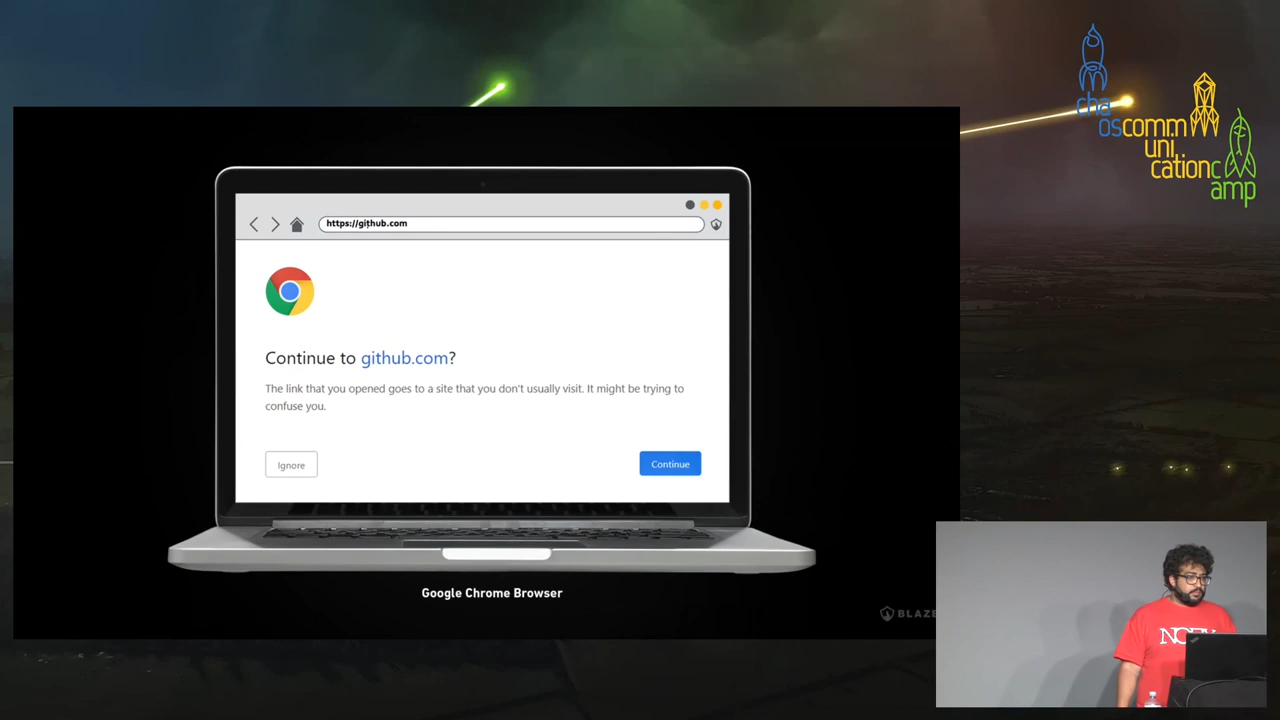 cha
oscomm
uni
cationc
amp
https://github.com
Continue to github.com?
The link that you opened goes to a site that you don't usually visit. It might be trying to
confuse you.
Ignore
Continue
Google Chrome Browser
BLAZE